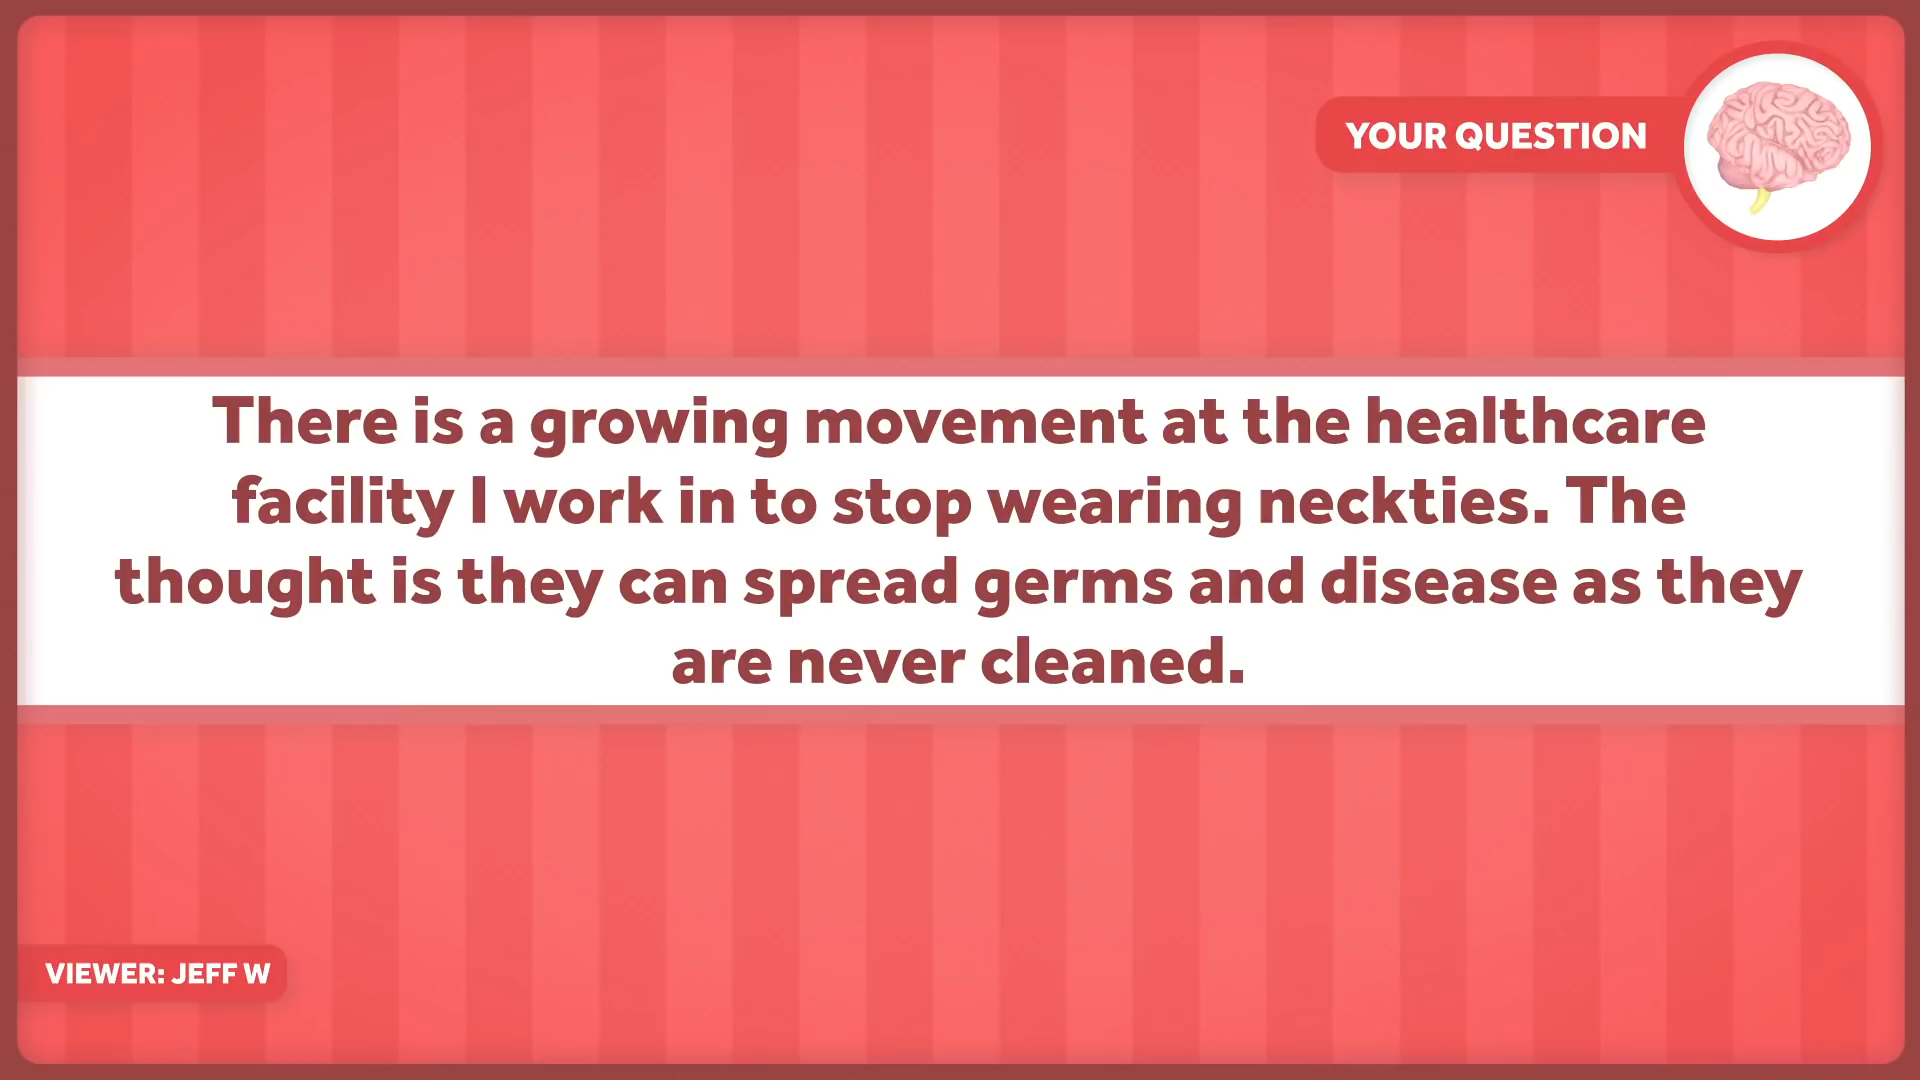 YOUR QUESTION
There is a growing movement at the healthcare
facility I work in to stop wearing neckties. The
thought is they can spread germs and disease as they
are never cleaned.
VIEWER: JEFF W